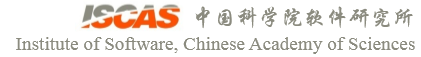 ISCAS 中国科学院软件研究所
Institute of Software, Chinese Academy of Sciences